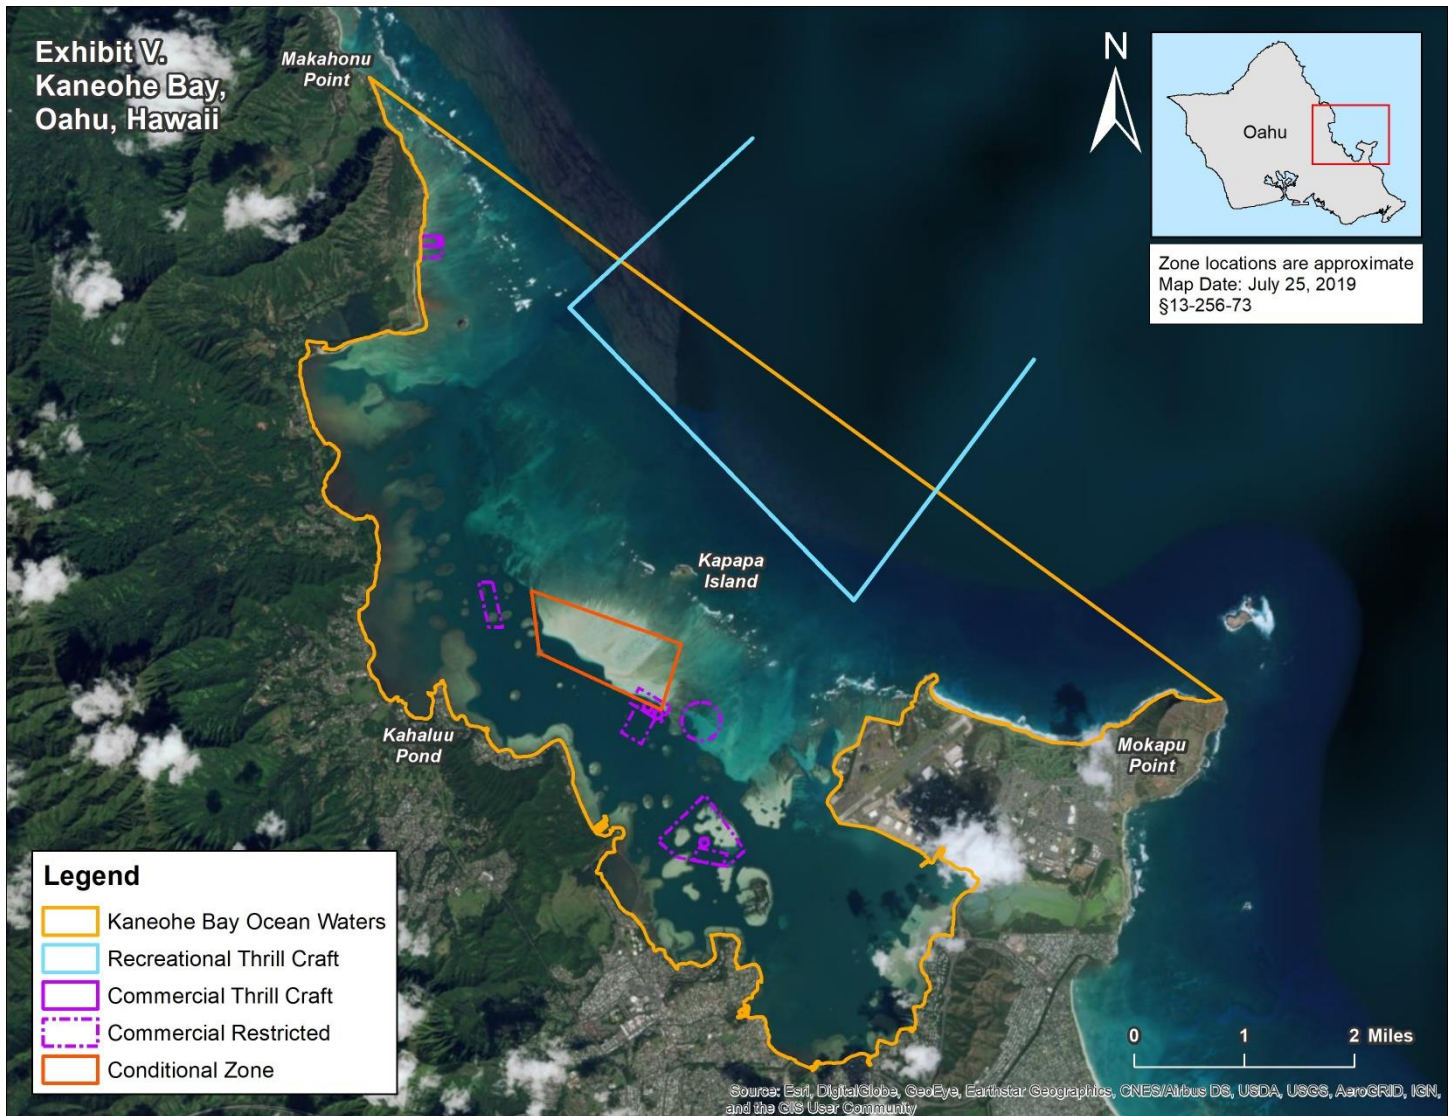 Exhibit V.
Kaneohe Bay,
Oahu, Hawaii
Makahonu
Point
N
Oahu
Zone locations are approximate
Map Date: July 25, 2019
§13-256-73
Kapapa
Island
Kahaluu
Pond
Mokapu
Point
Legend
Kaneohe Bay Ocean Waters
Recreational Thrill Craft
Commercial Thrill Craft
Commercial Restricted
Conditional Zone
0 1 2 Miles
Source: Esri, DigitalGlobe, GeoEye, Earthstar Geographics, CNES/Airbus DS, USDA, USGS, AeroGRID, IGN,
and the GIS User Community